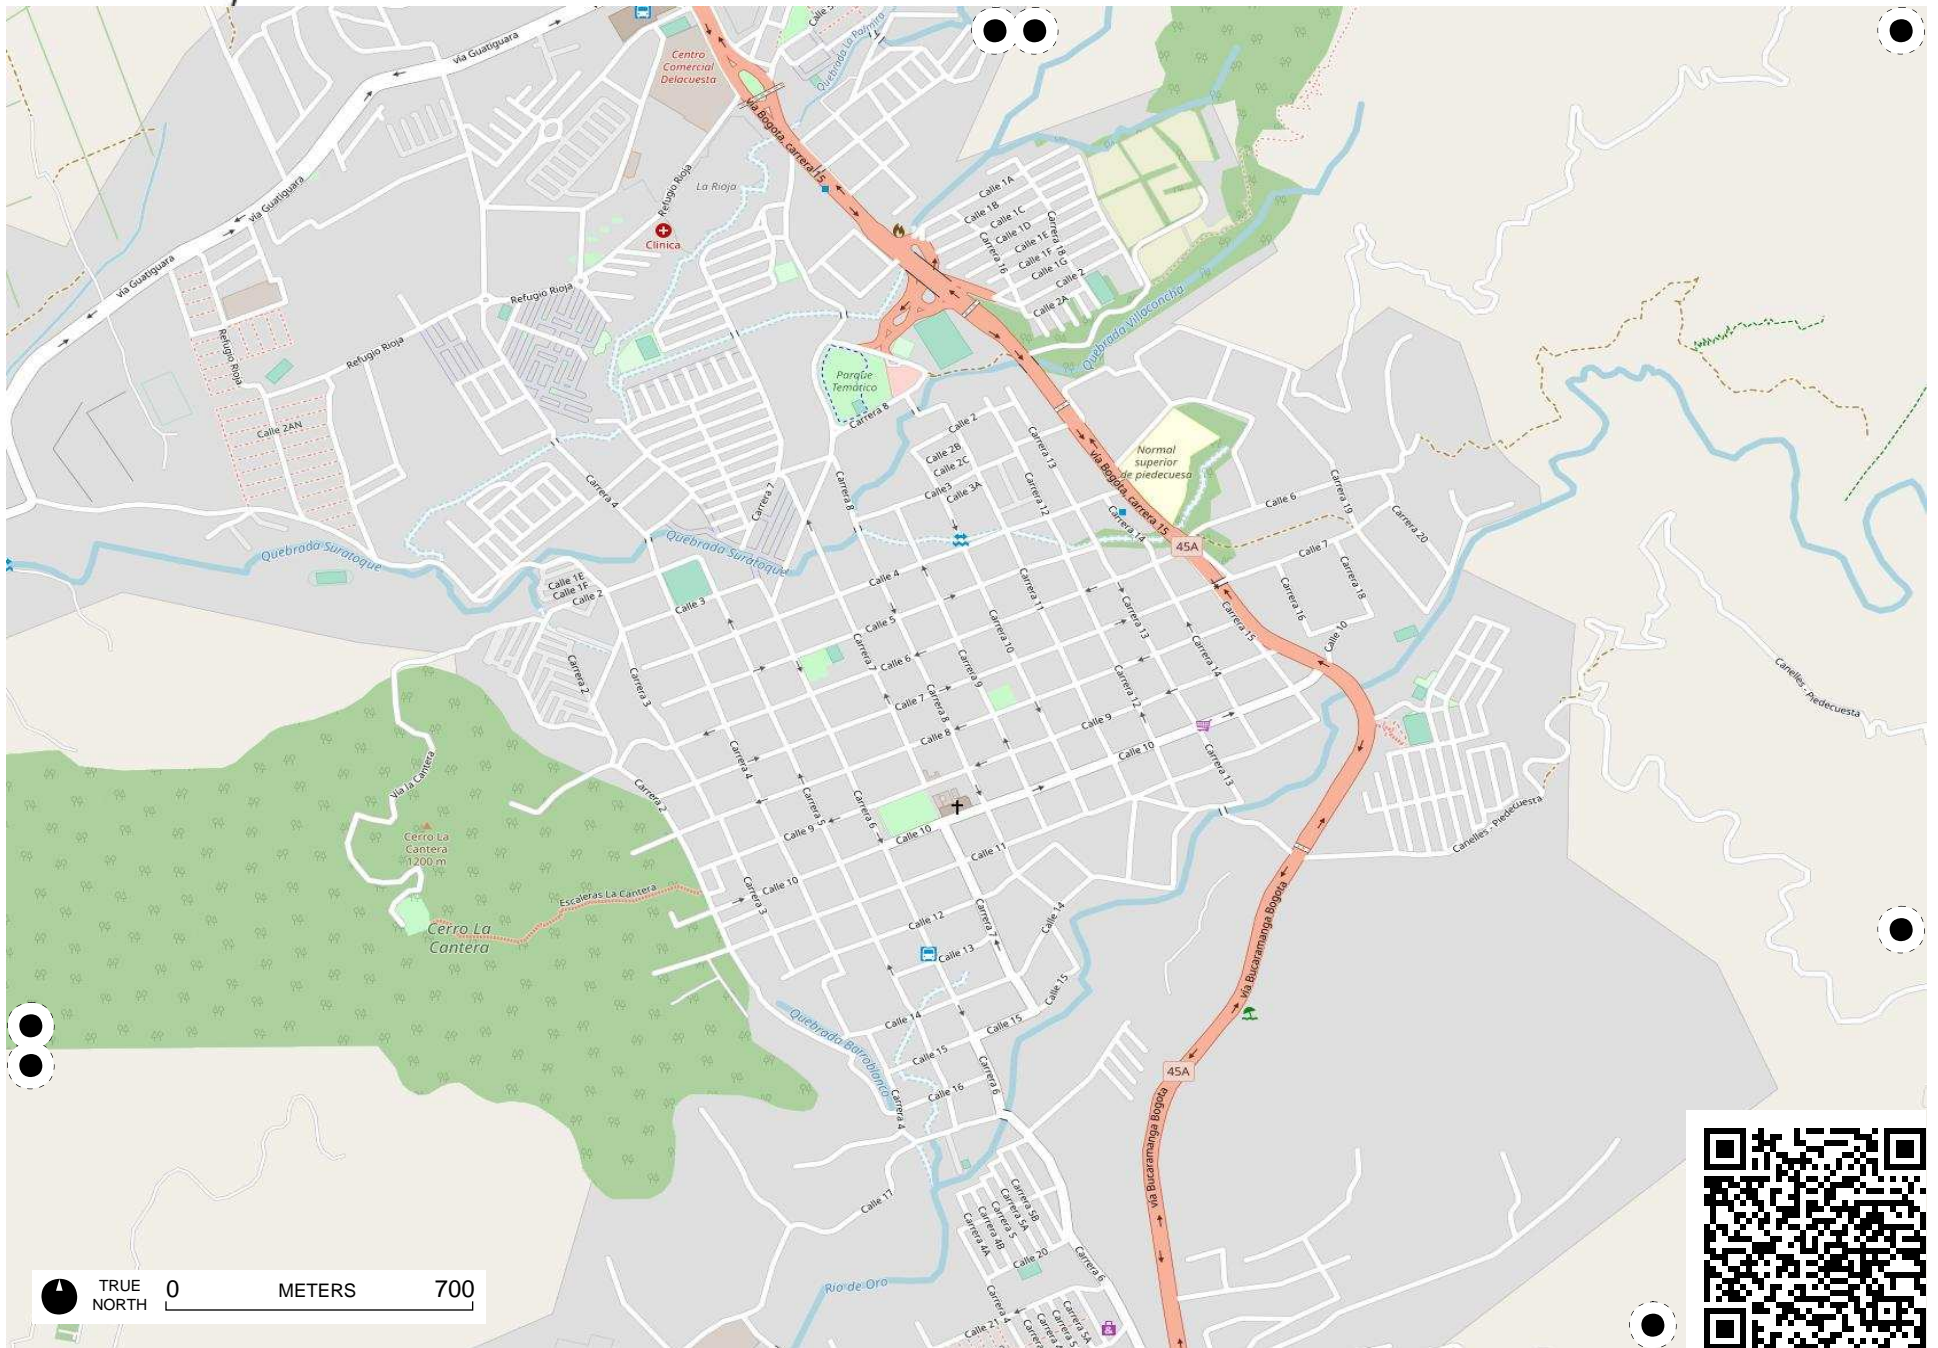 Calle 5
Quebrada La Palmira
vía Guatiguara
Centro
Comercial
Delacuesta
vía Bogota, carrera 15
La Rioja
Refugio Rioja
Clínica
vía Guatiguara
vía Guatiguara
Calle 1A
Calle 1B
Calle 1C
Calle 1D
Calle 1E
Calle 1F
Calle 1G
Calle 2
Calle 2A
Carrera 16
Carrera 18
Quebrada Villaconcha
Refugio Rioja
Refugio Rioja
Refugio Rioja
Parque
Temático
Carrera 8
Calle 2AN
Calle 2
Calle 2B
Calle 2C
Calle3
Calle 3A
Carrera 13
Carrera 12
Normal
superior
de piedecuesa
vía Bogota, carrera 15
Carrera 4
Carrera 7
Carrera 8
Carrera 14
Calle 6
Carrera 19
Carrera 20
45A
Calle 7
Quebrada Suratoque
Quebrada Suratoque
Calle 1E
Calle 1F
Calle 2
Calle 3
Calle 4
Calle 5
Calle 6
Calle 7
Calle 8
Carrera 11
Carrera 10
Carrera 9
Carrera 7
Carrera 8
Carrera 13
Carrera 14
Carrera 12
Carrera 15
Carrera 16
Carrera 18
Calle 10
Canelles - Piedecuesta
Carrera 2
Carrera 3
Carrera 4
Carrera 2
Carrera 5
Carrera 6
Calle 9
Calle 10
Carrera 13
Vía la Cantera
Cerro La
Cantera
1200 m
Calle 9
Calle 10
Calle 11
Canelles - Piedecuesta
Calle 10
Carrera 3
Escaleras La Cantera
Cerro La
Cantera
Calle 12
Carrera 7
Calle 14
Calle 13
Calle 15
vía Bucaramanga Bogota
Quebrada Barroblanco
Calle 14
Calle 15
Calle 15
Calle 16
Carrera 6
Carrera 4
45A
vía Bucaramanga Bogota
Calle 17
Carrera 5B
Carrera 5A
Carrera 5
Carrera 4B
Carrera 4A
Calle 20
Carrera 6
Rio de Oro
Carrera 4
Calle 21
Carrera 5A
TRUE
NORTH
0 METERS 700